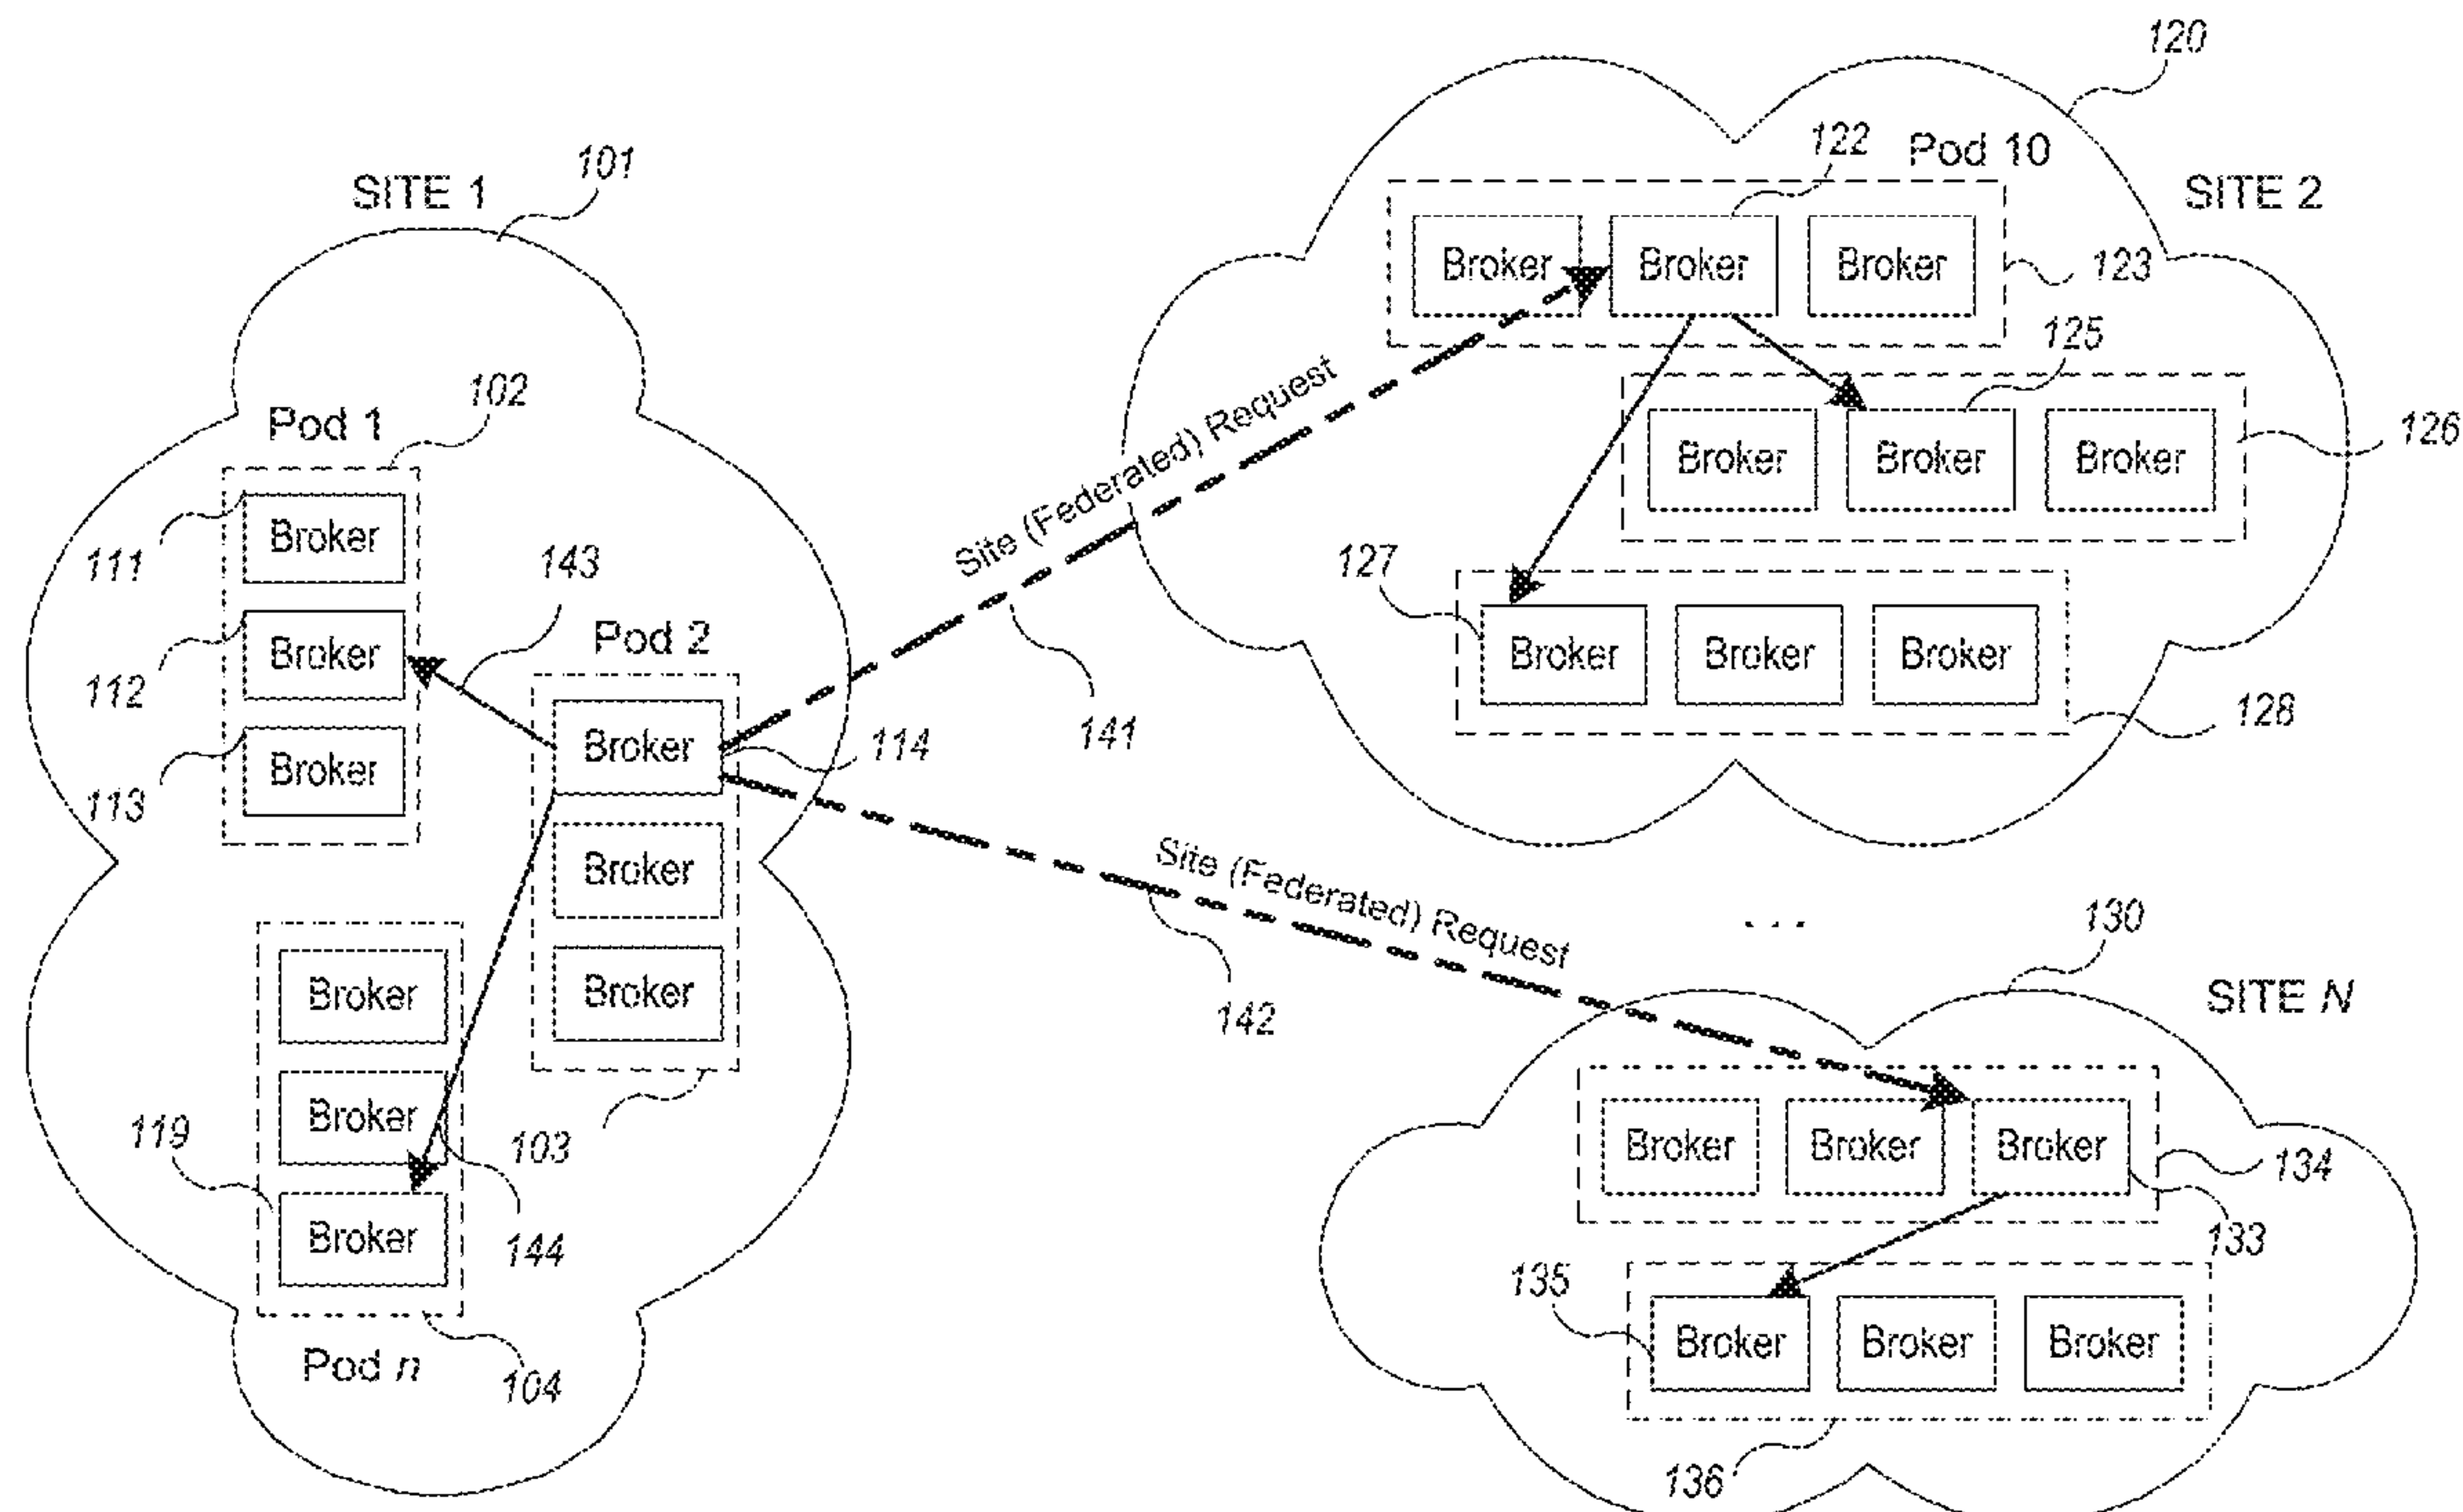 120
122
Pod 10
101
SITE 1
SITE 2
Broker
Broker
Broker
123
125
102
Pod 1
Site (Federated) Request
126
Broker
Broker
Broker
Broker
111
143
127
Pod 2
Broker
112
Broker
Broker
Broker
128
141
Broker
114
Broker
113
Site (Federated) Request
Broker
. . .
130
142
SITE N
Broker
Broker
119
Broker
103
Broker
Broker
Broker
134
144
133
Broker
135
Broker
Broker
Broker
Pod n
104
136